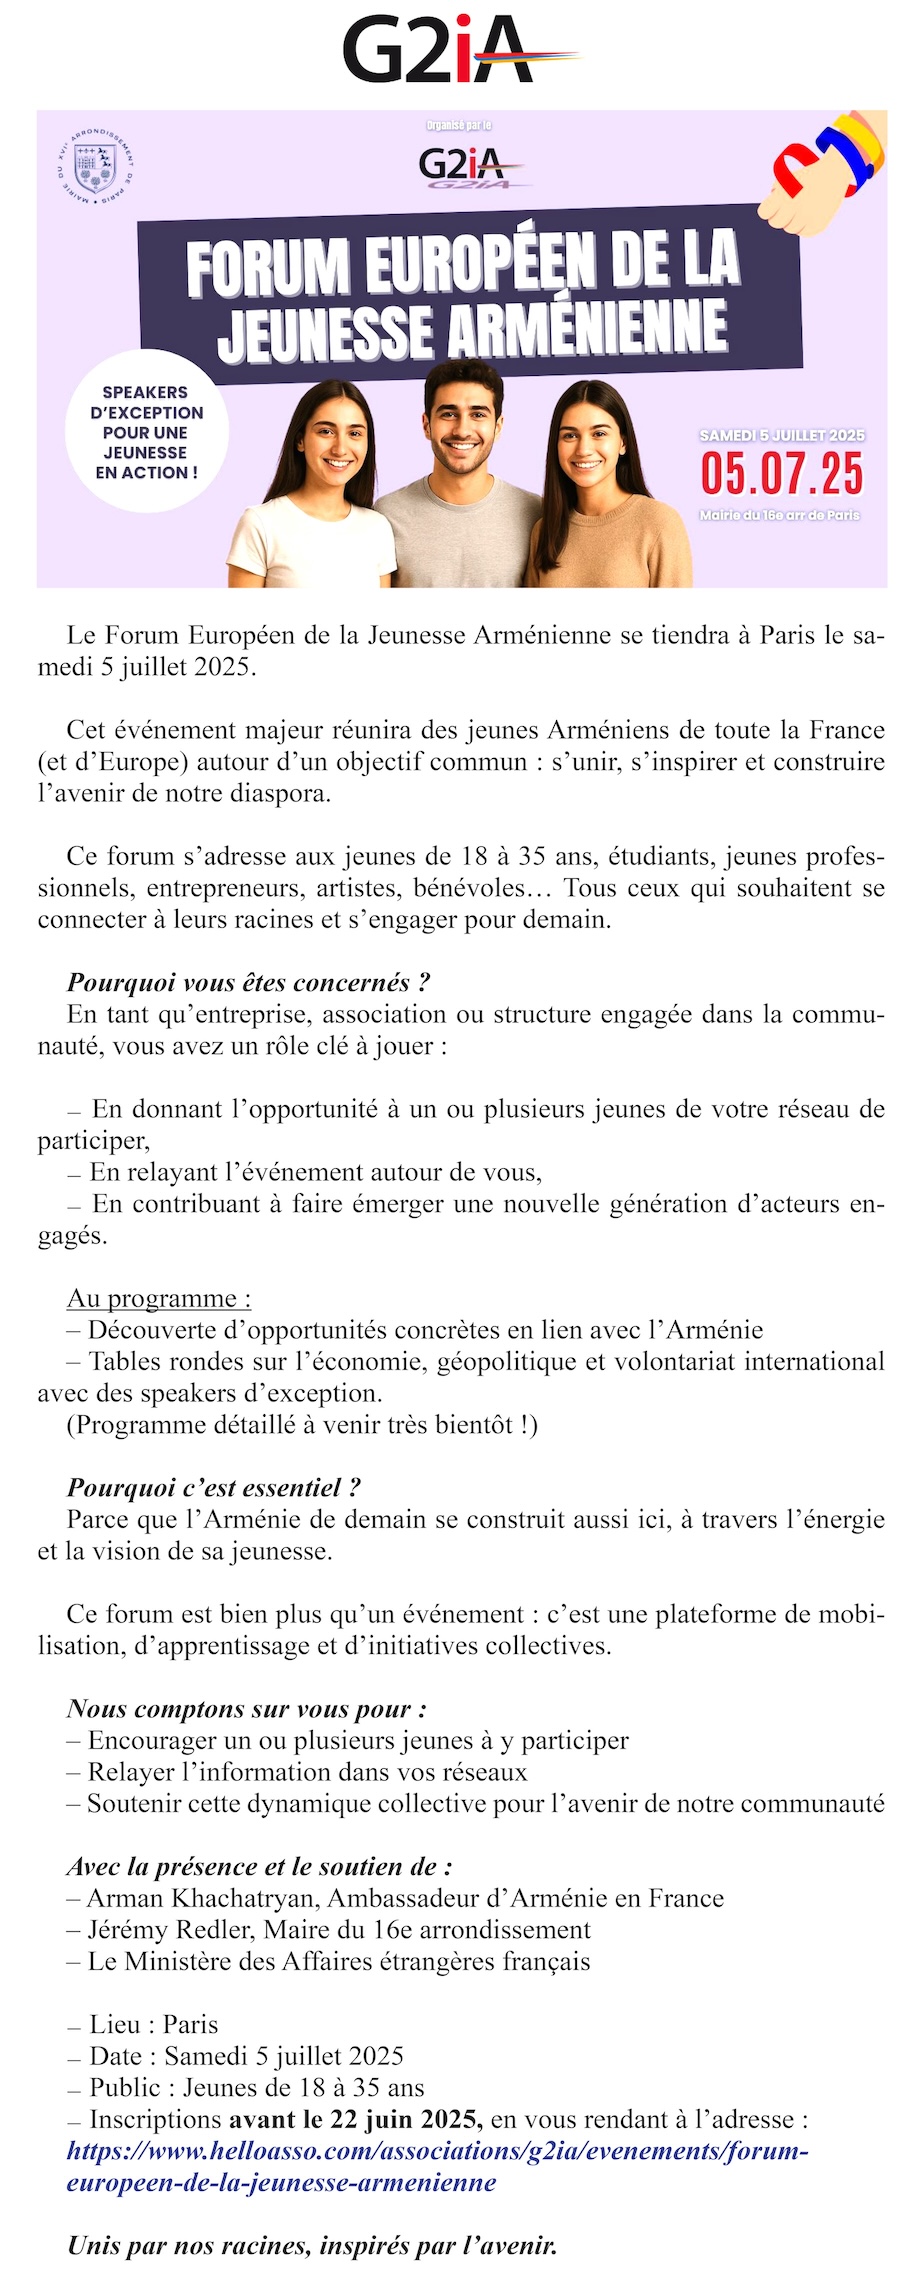 G2iA
MAIRIE DU XVIe ARRONDISSEMENT DE PARIS
Organisé par le
G2iA
FORUM EUROPÉEN DE LA
JEUNESSE ARMÉNIENNE
SPEAKERS
D’EXCEPTION
POUR UNE
JEUNESSE
EN ACTION !
SAMEDI 5 JUILLET 2025
05.07.25
Mairie du 16e arr de Paris
Le Forum Européen de la Jeunesse Arménienne se tiendra à Paris le sa-
medi 5 juillet 2025.
Cet événement majeur réunira des jeunes Arméniens de toute la France
(et d’Europe) autour d’un objectif commun : s’unir, s’inspirer et construire
l’avenir de notre diaspora.
Ce forum s’adresse aux jeunes de 18 à 35 ans, étudiants, jeunes profes-
sionnels, entrepreneurs, artistes, bénévoles… Tous ceux qui souhaitent se
connecter à leurs racines et s’engager pour demain.
Pourquoi vous êtes concernés ?
En tant qu’entreprise, association ou structure engagée dans la commu-
nauté, vous avez un rôle clé à jouer :
– En donnant l’opportunité à un ou plusieurs jeunes de votre réseau de
participer,
– En relayant l’événement autour de vous,
– En contribuant à faire émerger une nouvelle génération d’acteurs en-
gagés.
Au programme :
– Découverte d’opportunités concrètes en lien avec l’Arménie
– Tables rondes sur l’économie, géopolitique et volontariat international
avec des speakers d’exception.
(Programme détaillé à venir très bientôt !)
Pourquoi c’est essentiel ?
Parce que l’Arménie de demain se construit aussi ici, à travers l’énergie
et la vision de sa jeunesse.
Ce forum est bien plus qu’un événement : c’est une plateforme de mobi-
lisation, d’apprentissage et d’initiatives collectives.
Nous comptons sur vous pour :
– Encourager un ou plusieurs jeunes à y participer
– Relayer l’information dans vos réseaux
– Soutenir cette dynamique collective pour l’avenir de notre communauté
Avec la présence et le soutien de :
– Arman Khachatryan, Ambassadeur d’Arménie en France
– Jérémy Redler, Maire du 16e arrondissement
– Le Ministère des Affaires étrangères français
– Lieu : Paris
– Date : Samedi 5 juillet 2025
– Public : Jeunes de 18 à 35 ans
– Inscriptions avant le 22 juin 2025, en vous rendant à l’adresse :
https://www.helloasso.com/associations/g2ia/evenements/forum-
europeen-de-la-jeunesse-armenienne
Unis par nos racines, inspirés par l’avenir.